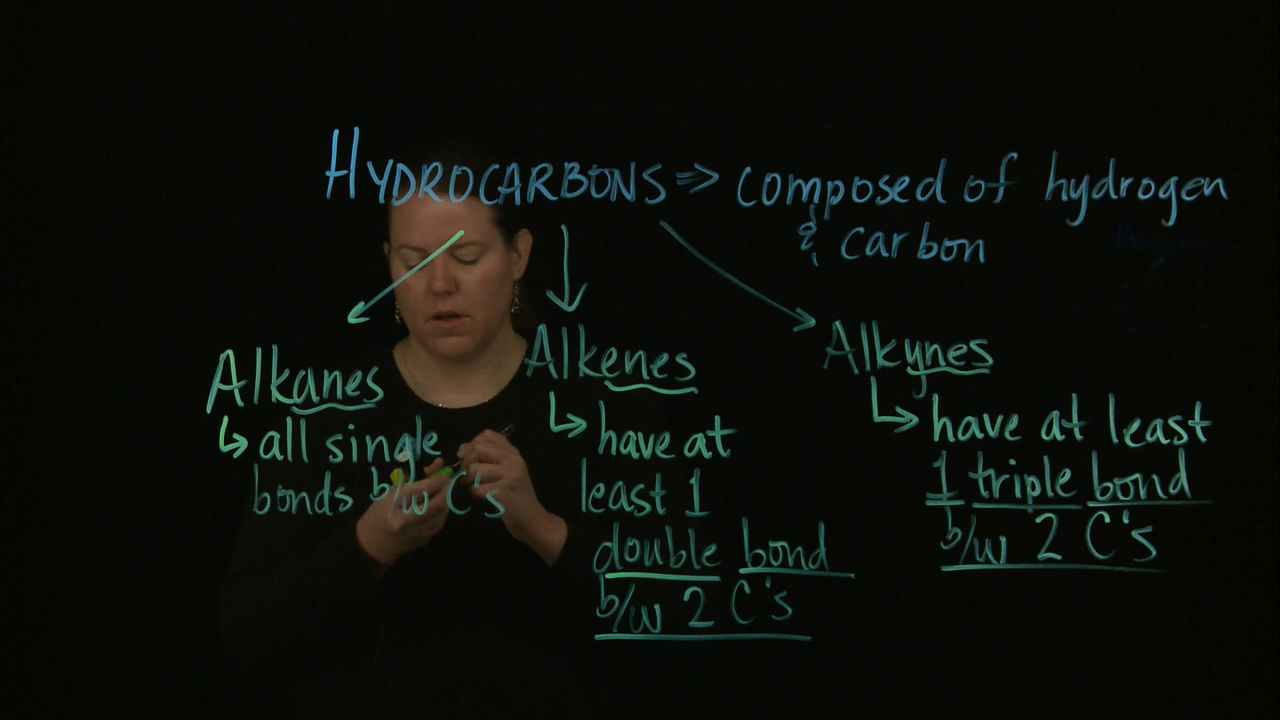 HYDROCARBONS => composed of hydrogen
& carbon
Alkanes
↳ all single
bonds b/w C's
Alkenes
↳ have at
least 1
double bond
b/w 2 C's
Alkynes
↳ have at least
1 triple bond
b/w 2 C's